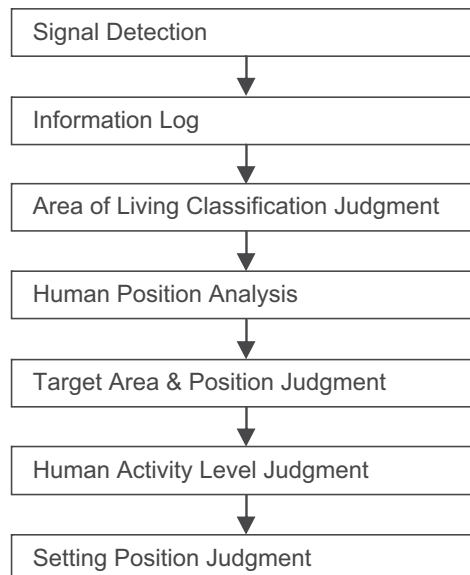 Signal Detection
Information Log
Area of Living Classification Judgment
Human Position Analysis
Target Area & Position Judgment
Human Activity Level Judgment
Setting Position Judgment